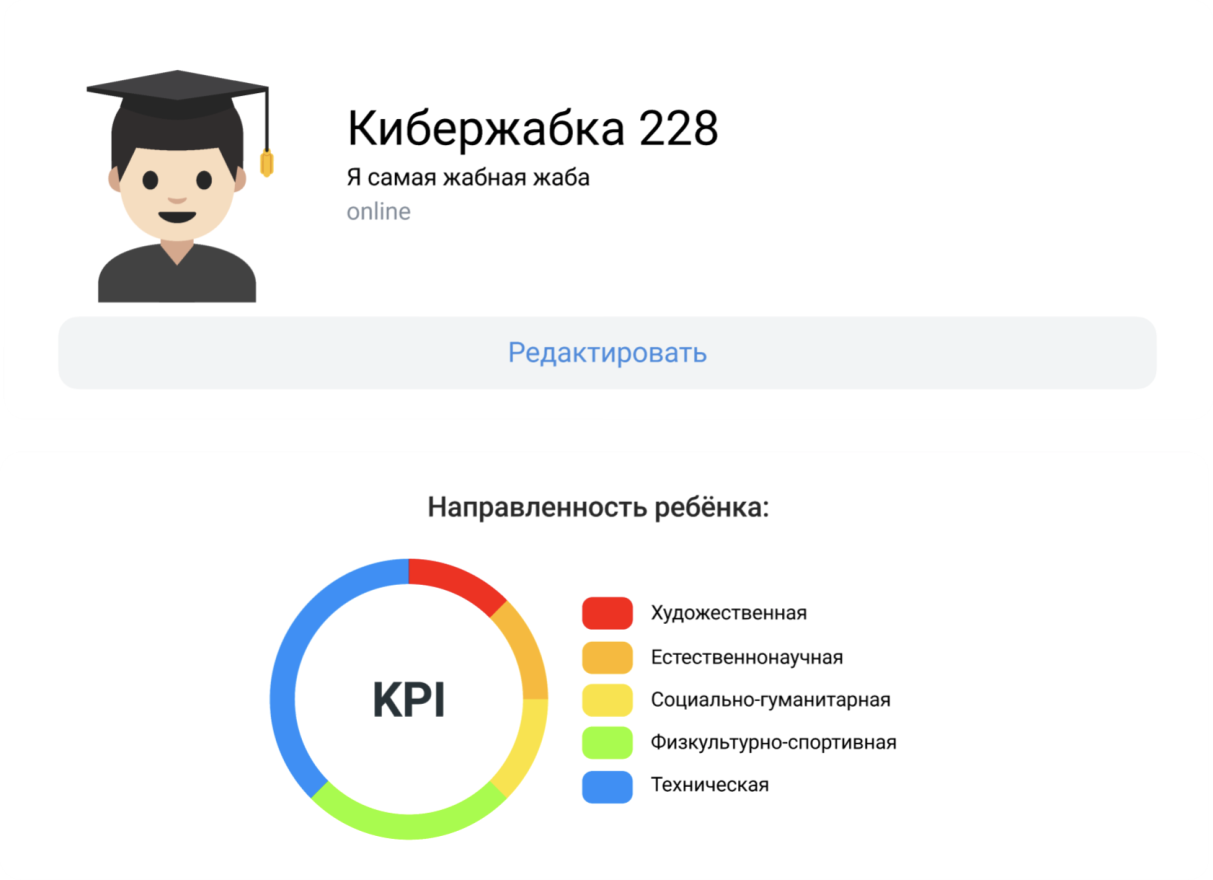 Кибержабка 228
Я самая жабная жаба
online
Редактировать
Направленность ребёнка:
KPI
Художественная
Естественнонаучная
Социально-гуманитарная
Физкультурно-спортивная
Техническая